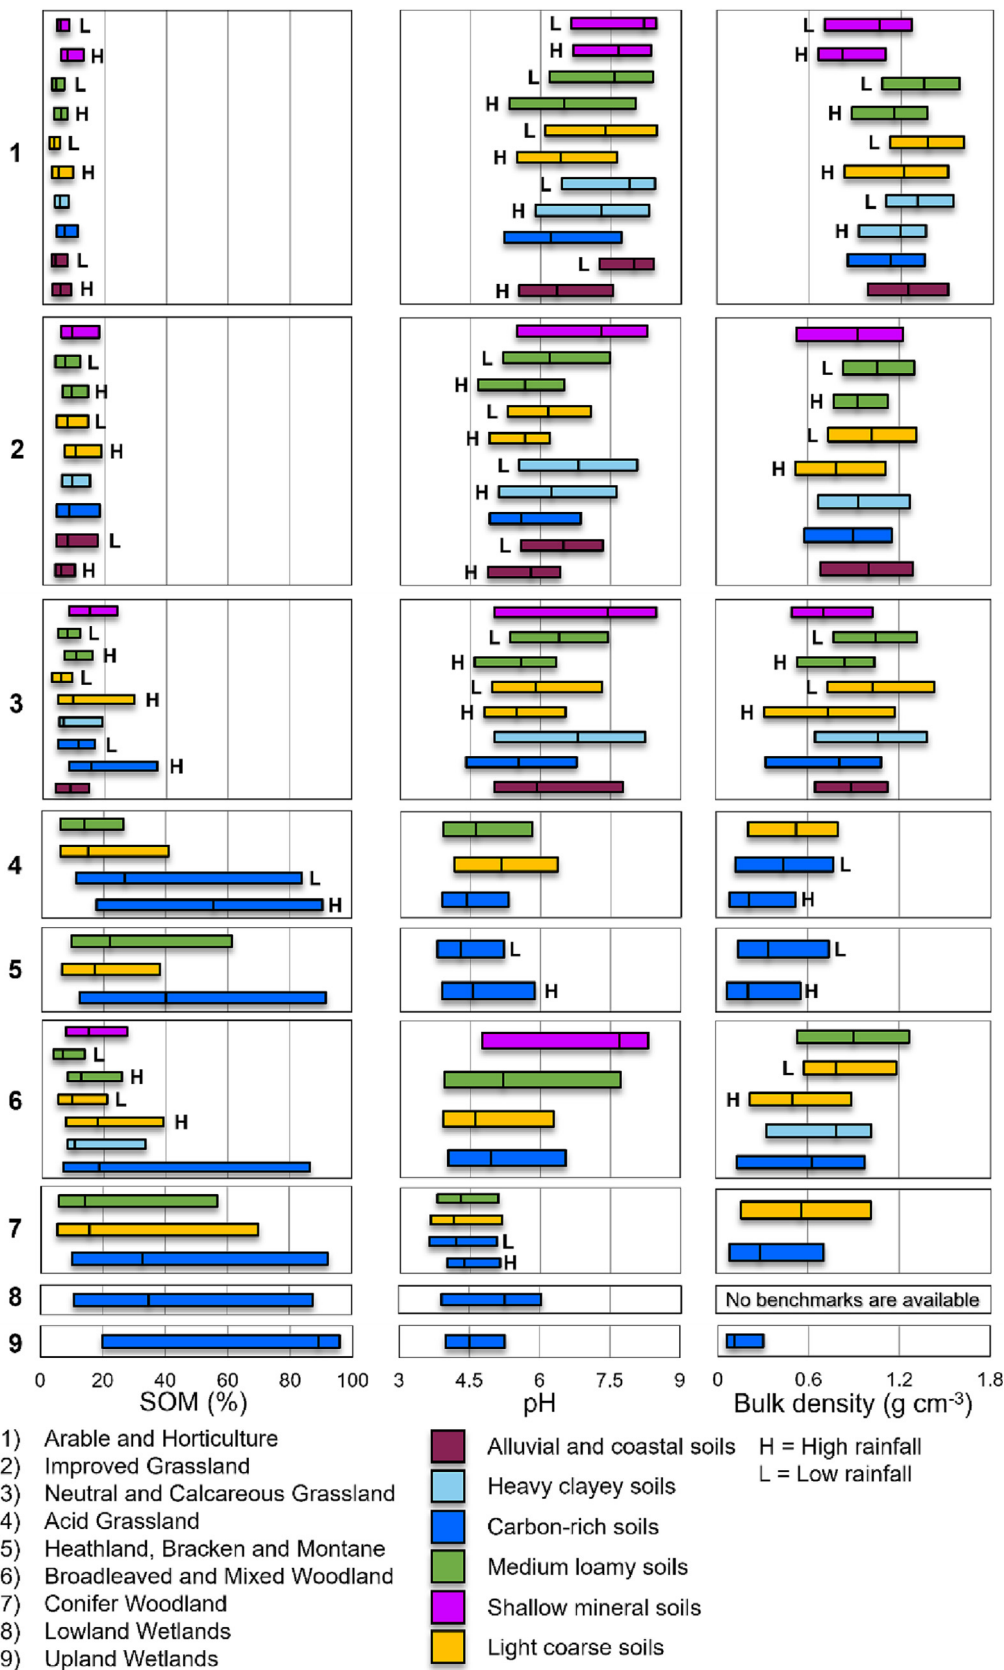 L L L
H H H
L L L
H H H
L L L
H H H
1
L L
H H
L L
H H
L L
H L
H H
L L
2
H H
L
H
L
H
L
H
L L L
H H H
L L L
3
H H H
L
H
4
L L
H H
5
L L
H H
L L
H H
6
L
H
7
L
H
8 No benchmarks are available
9
0 20 40 60 80 100 3 4.5 6 7.5 9 0 0.6 1.2 1.8
SOM (%) pH Bulk density (g cm-3)
1) Arable and Horticulture
2) Improved Grassland
3) Neutral and Calcareous Grassland
4) Acid Grassland
5) Heathland, Bracken and Montane
6) Broadleaved and Mixed Woodland
7) Conifer Woodland
8) Lowland Wetlands
9) Upland Wetlands
Alluvial and coastal soils
Heavy clayey soils
Carbon-rich soils
Medium loamy soils
Shallow mineral soils
Light coarse soils
H = High rainfall
L = Low rainfall